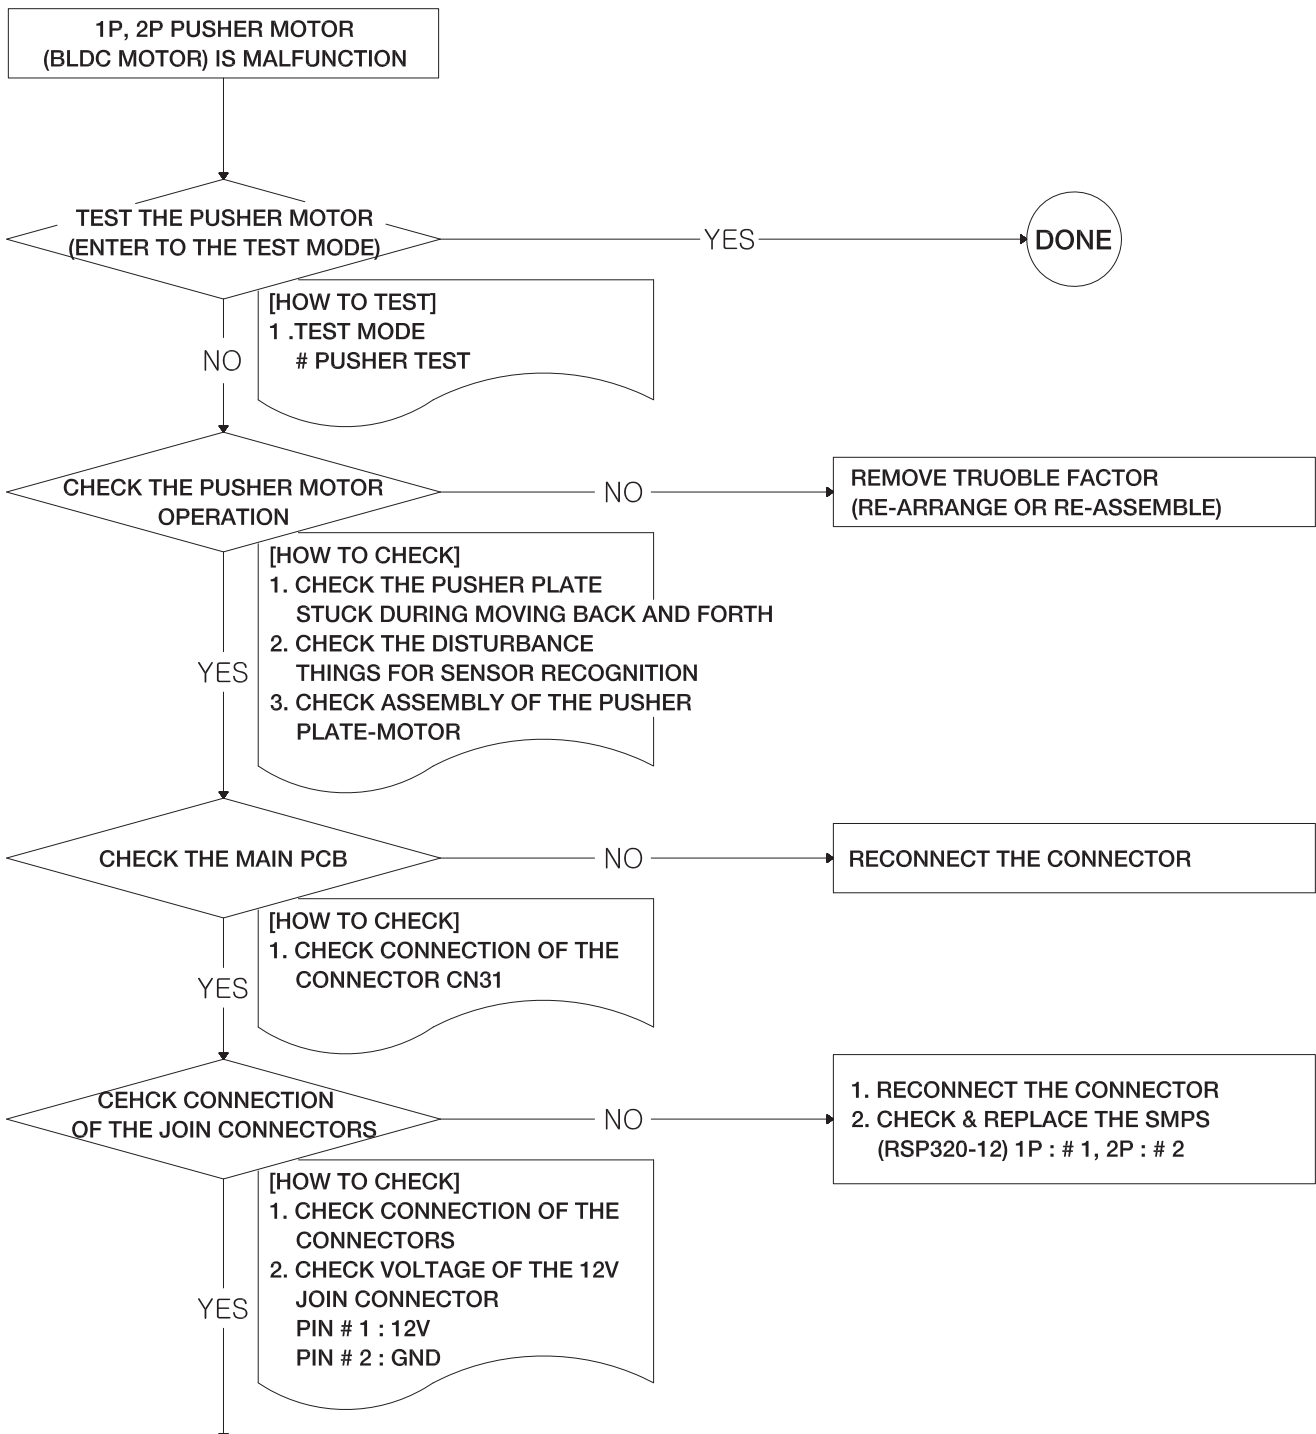 1P, 2P PUSHER MOTOR
(BLDC MOTOR) IS MALFUNCTION
TEST THE PUSHER MOTOR
(ENTER TO THE TEST MODE)
YES
DONE
[HOW TO TEST]
1 .TEST MODE
# PUSHER TEST
NO
CHECK THE PUSHER MOTOR
OPERATION
NO
REMOVE TRUOBLE FACTOR
(RE-ARRANGE OR RE-ASSEMBLE)
[HOW TO CHECK]
1. CHECK THE PUSHER PLATE
STUCK DURING MOVING BACK AND FORTH
2. CHECK THE DISTURBANCE
THINGS FOR SENSOR RECOGNITION
3. CHECK ASSEMBLY OF THE PUSHER
PLATE-MOTOR
YES
CHECK THE MAIN PCB
NO
RECONNECT THE CONNECTOR
[HOW TO CHECK]
1. CHECK CONNECTION OF THE
CONNECTOR CN31
YES
CEHCK CONNECTION
OF THE JOIN CONNECTORS
NO
1. RECONNECT THE CONNECTOR
2. CHECK & REPLACE THE SMPS
(RSP320-12) 1P : # 1, 2P : # 2
[HOW TO CHECK]
1. CHECK CONNECTION OF THE
CONNECTORS
2. CHECK VOLTAGE OF THE 12V
JOIN CONNECTOR
PIN # 1 : 12V
PIN # 2 : GND
YES